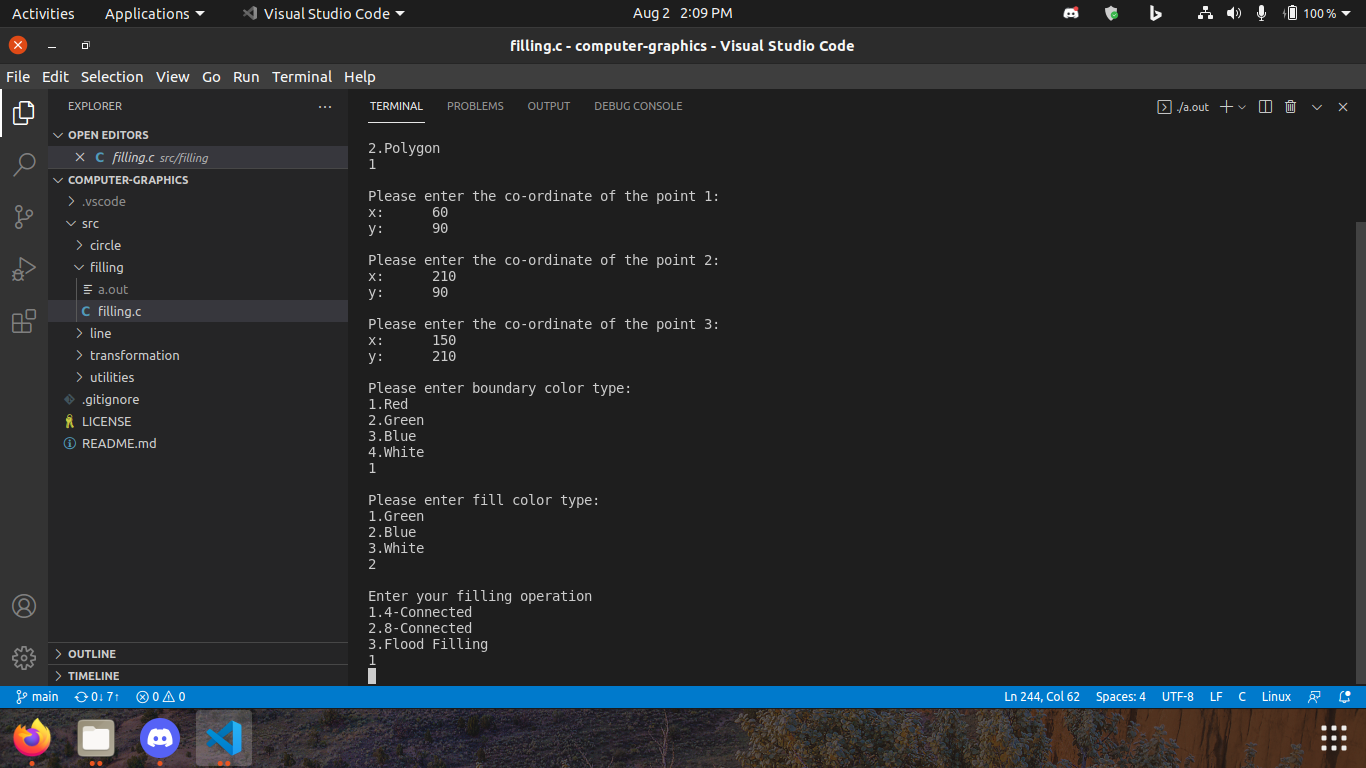 Activities Applications Visual Studio Code Aug 2 2:09 PM 100 %
filling.c - computer-graphics - Visual Studio Code
File Edit Selection View Go Run Terminal Help
EXPLORER
OPEN EDITORS
filling.c src/filling
COMPUTER-GRAPHICS
.vscode
src
circle
filling
a.out
C filling.c
line
transformation
utilities
.gitignore
LICENSE
README.md
OUTLINE
TIMELINE
TERMINAL PROBLEMS OUTPUT DEBUG CONSOLE ./a.out
2.Polygon
1
Please enter the co-ordinate of the point 1:
x: 60
y: 90
Please enter the co-ordinate of the point 2:
x: 210
y: 90
Please enter the co-ordinate of the point 3:
x: 150
y: 210
Please enter boundary color type:
1.Red
2.Green
3.Blue
4.White
1
Please enter fill color type:
1.Green
2.Blue
3.White
2
Enter your filling operation
1.4-Connected
2.8-Connected
3.Flood Filling
1
main 0↓ 7↑ 0 0 Ln 244, Col 62 Spaces: 4 UTF-8 LF C Linux